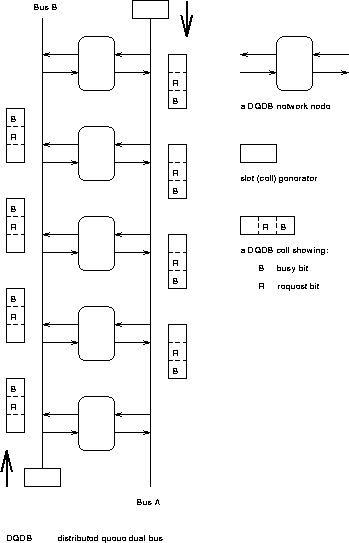 Bus B
R
B
a DQDB network node
B
R
R
B
slot (cell) generator
B
R
R B
R
B
a DQDB cell showing:
B busy bit
R request bit
B
R
R
B
B
R
Bus A
DQDB distributed queue dual bus